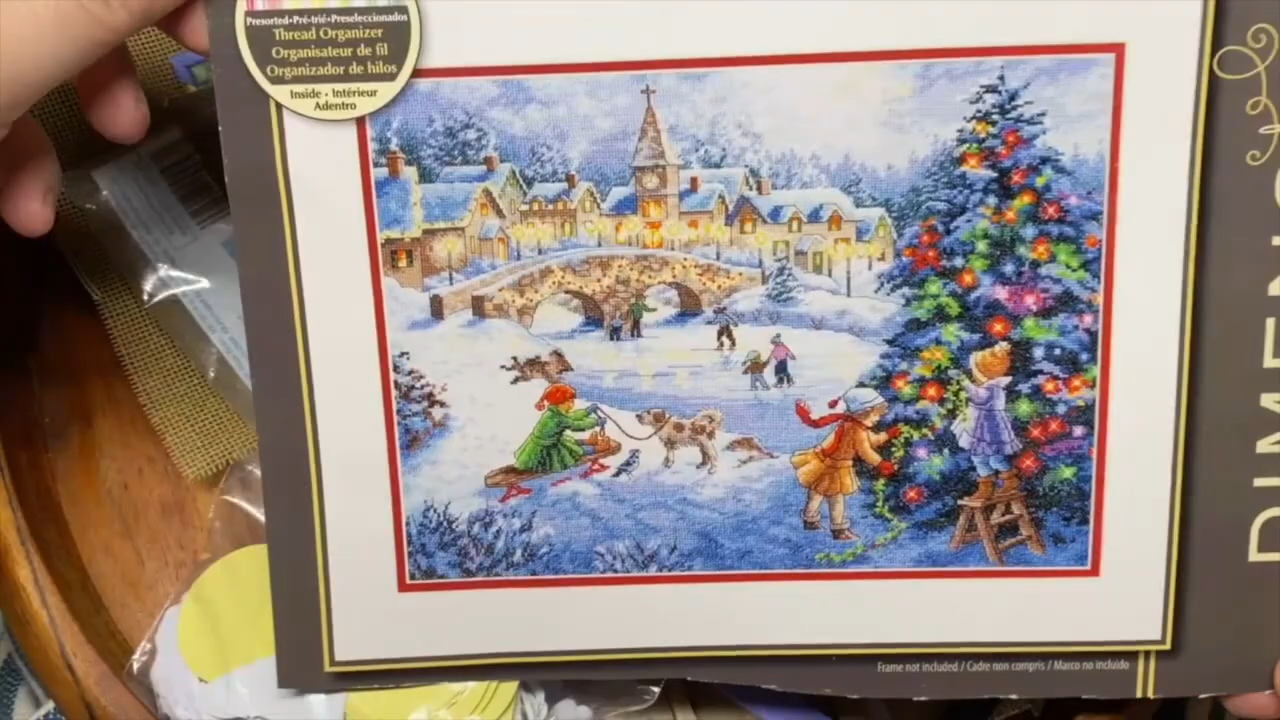 Presorted•Pré-trié•Preseleccionados
Thread Organizer
Organisateur de fil
Organizador de hilos
Inside • Intérieur
Adentro
Frame not included / Cadre non compris / Marco no incluido